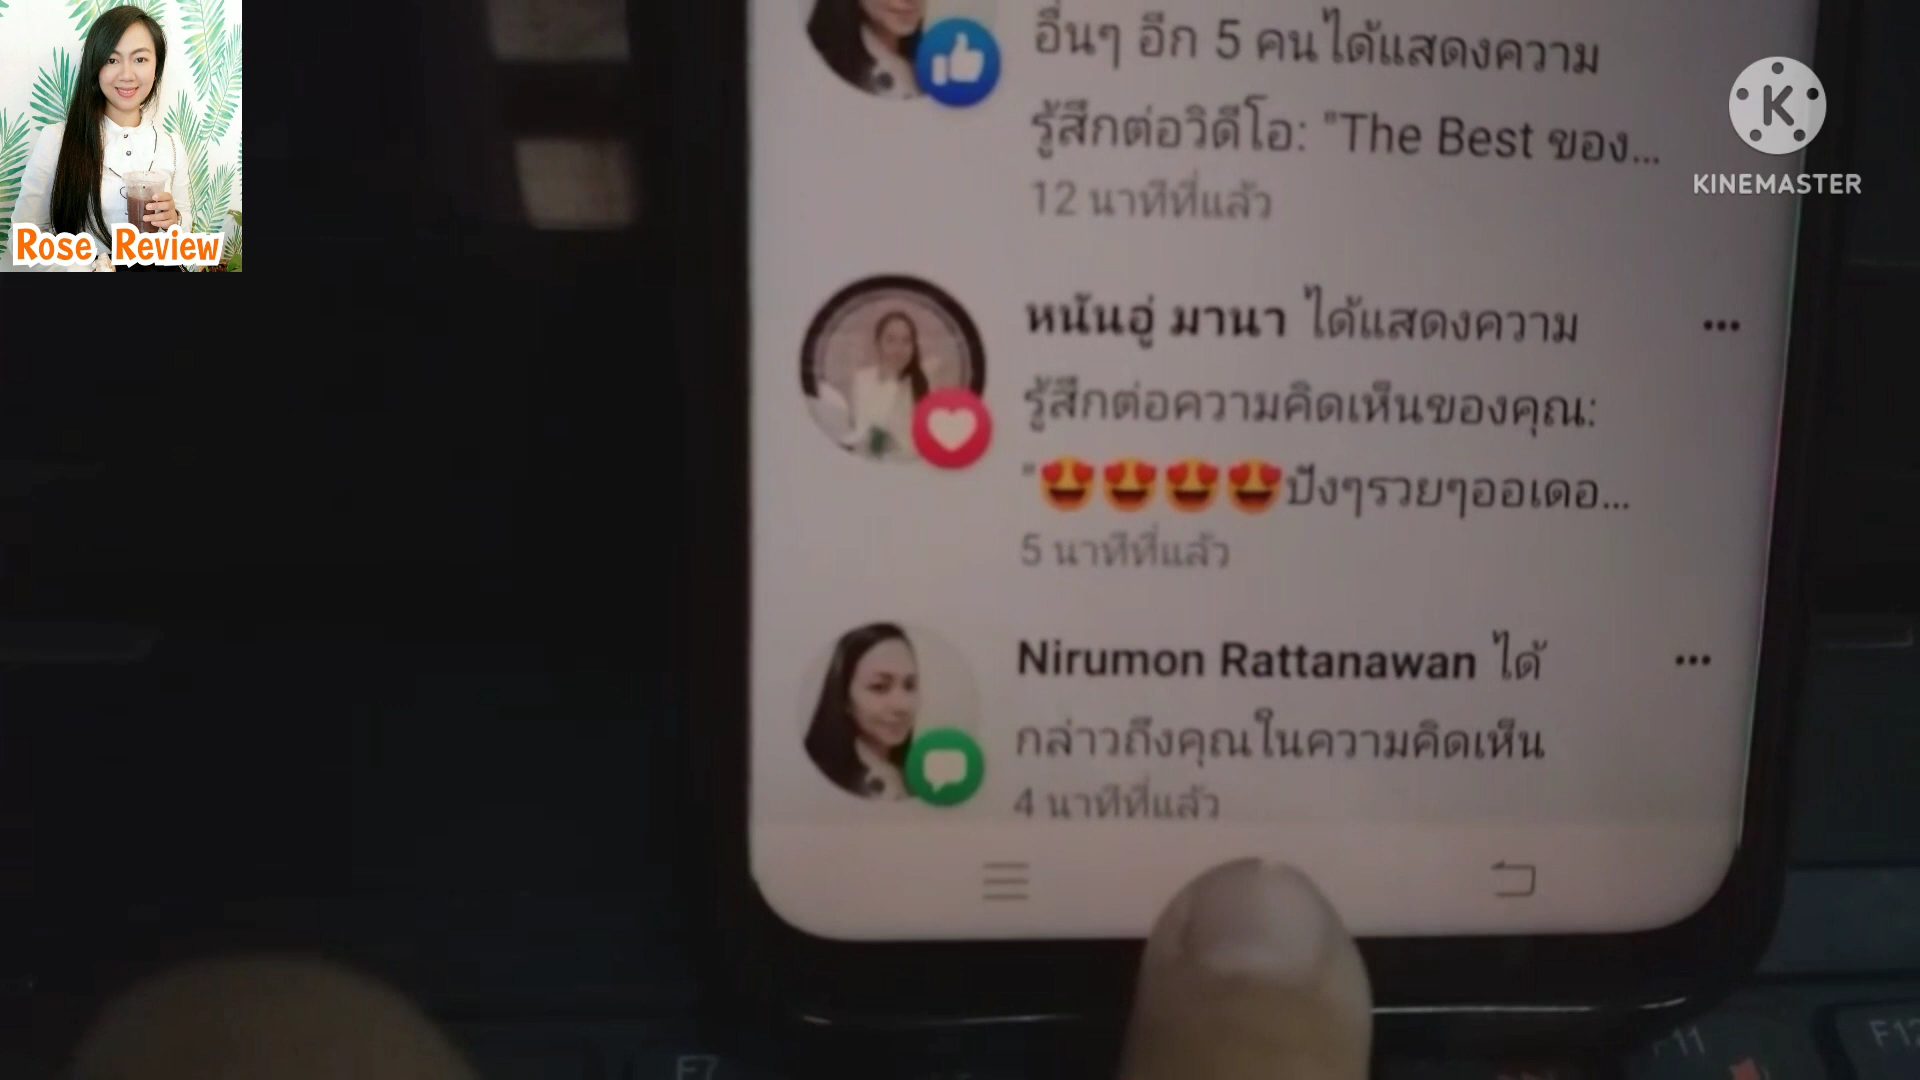 Rose Review
KINEMASTER
อื่นๆ อีก 5 คนได้แสดงความ
รู้สึกต่อวิดีโอ: "The Best ของ...
12 นาทีที่แล้ว
หนันอู่ มานา ได้แสดงความ
รู้สึกต่อความคิดเห็นของคุณ:
"😍😍😍😍ปังๆรวยๆออเดอ...
5 นาทีที่แล้ว
Nirumon Rattanawan ได้
กล่าวถึงคุณในความคิดเห็น
4 นาทีที่แล้ว
F7
F11
F12